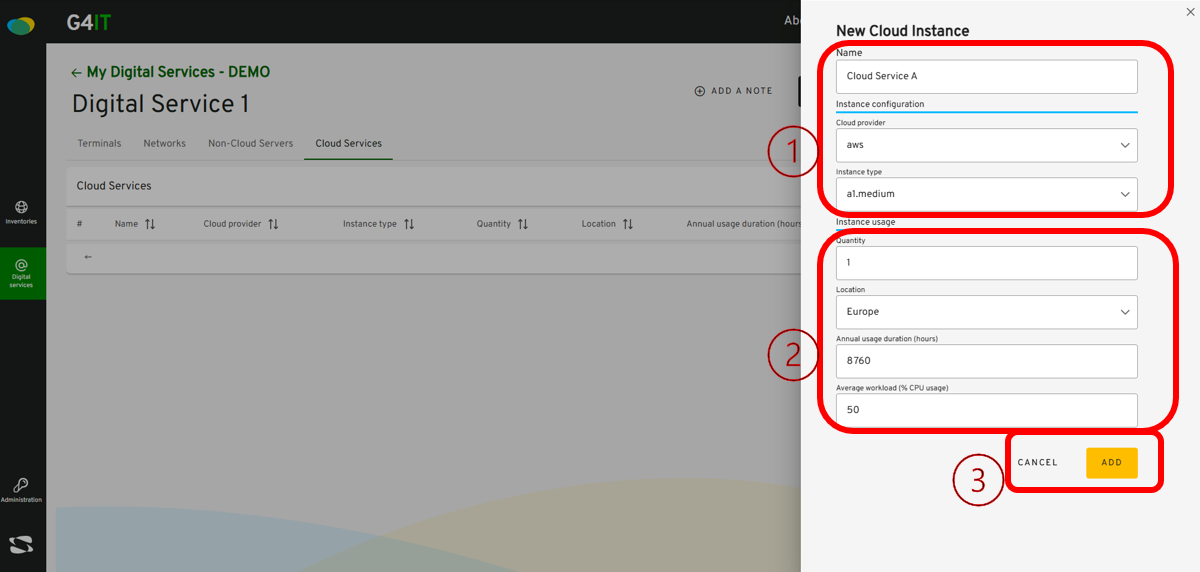 G4IT
Abo
← My Digital Services - DEMO
Digital Service 1
ADD A NOTE
Terminals
Networks
Non-Cloud Servers
Cloud Services
Cloud Services
#
Name
Cloud provider
Instance type
Quantity
Location
Annual usage duration (hours
←
Inventories
Digital
services
Administration
New Cloud Instance
Name
Cloud Service A
Instance configuration
Cloud provider
aws
Instance type
a1.medium
1
Instance usage
Quantity
1
Location
Europe
Annual usage duration (hours)
8760
Average workload (% CPU usage)
50
2
CANCEL
ADD
3